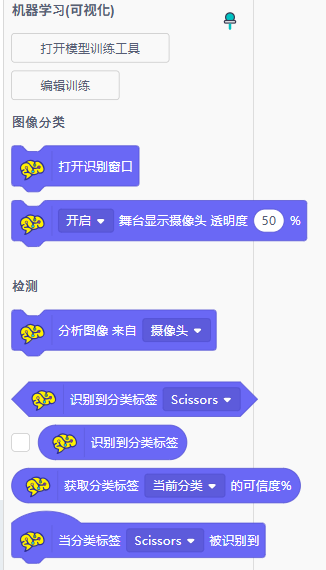 机器学习(可视化)
打开模型训练工具
编辑训练
图像分类
打开识别窗口
开启 舞台显示摄像头 透明度 50 %
检测
分析图像 来自 摄像头
识别到分类标签 Scissors
识别到分类标签
获取分类标签 当前分类 的可信度%
当分类标签 Scissors 被识别到